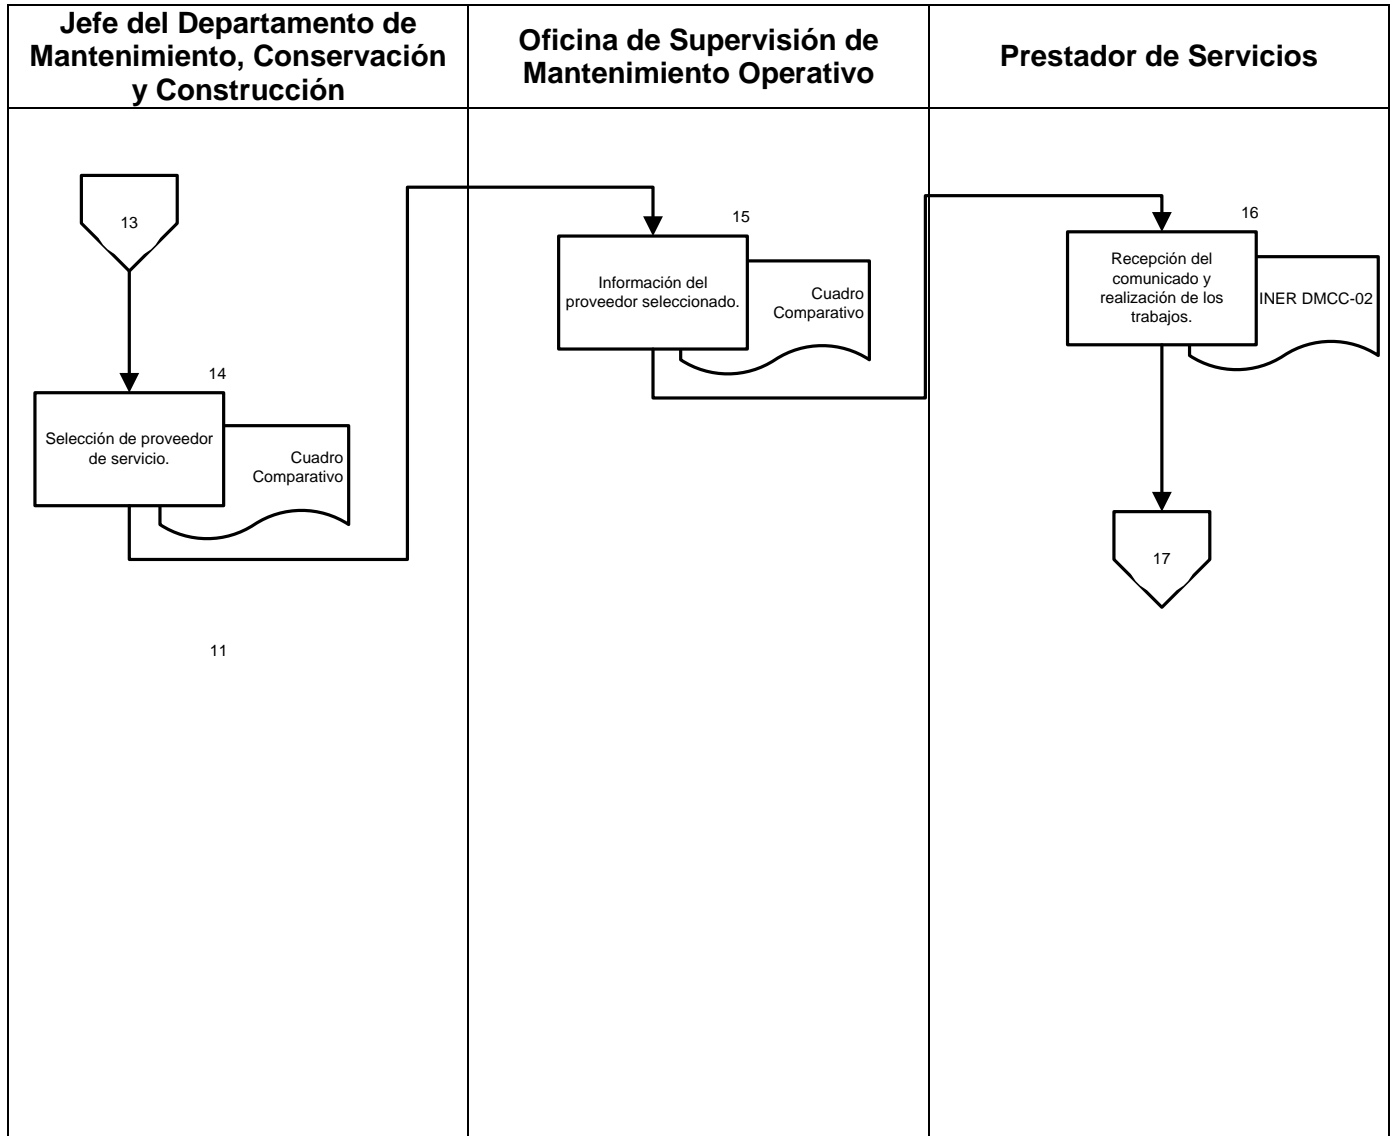 Jefe del Departamento de
Mantenimiento, Conservación
y Construcción
Oficina de Supervisión de
Mantenimiento Operativo
Prestador de Servicios
13
14
Selección de proveedor
de servicio.
Cuadro
Comparativo
11
15
Información del
proveedor seleccionado.
Cuadro
Comparativo
16
Recepción del
comunicado y
realización de los
trabajos.
INER DMCC-02
17